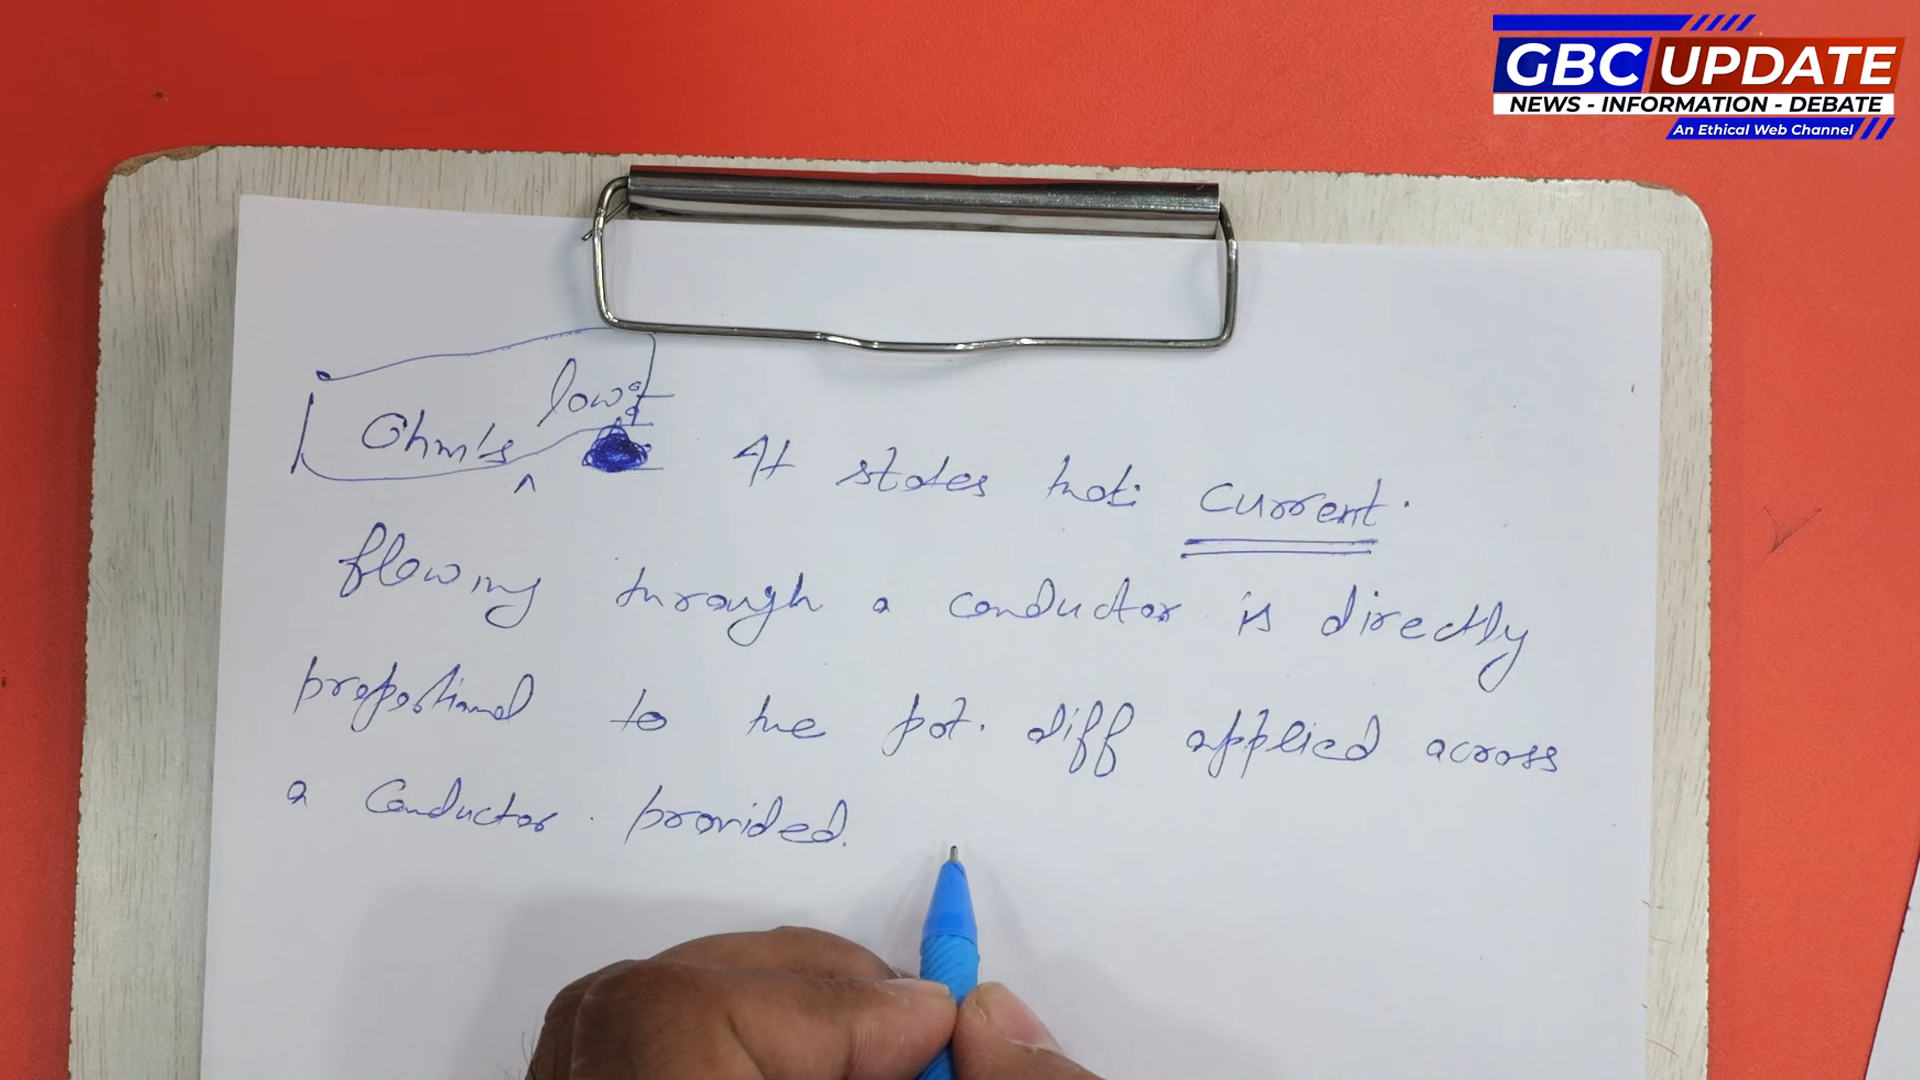 GBC UPDATE
NEWS - INFORMATION - DEBATE
An Ethical Web Channel
Ohm's low:
It states that current.
flowing through a conductor is directly
proportional to the pot. diff applied across
a conductor. provided.